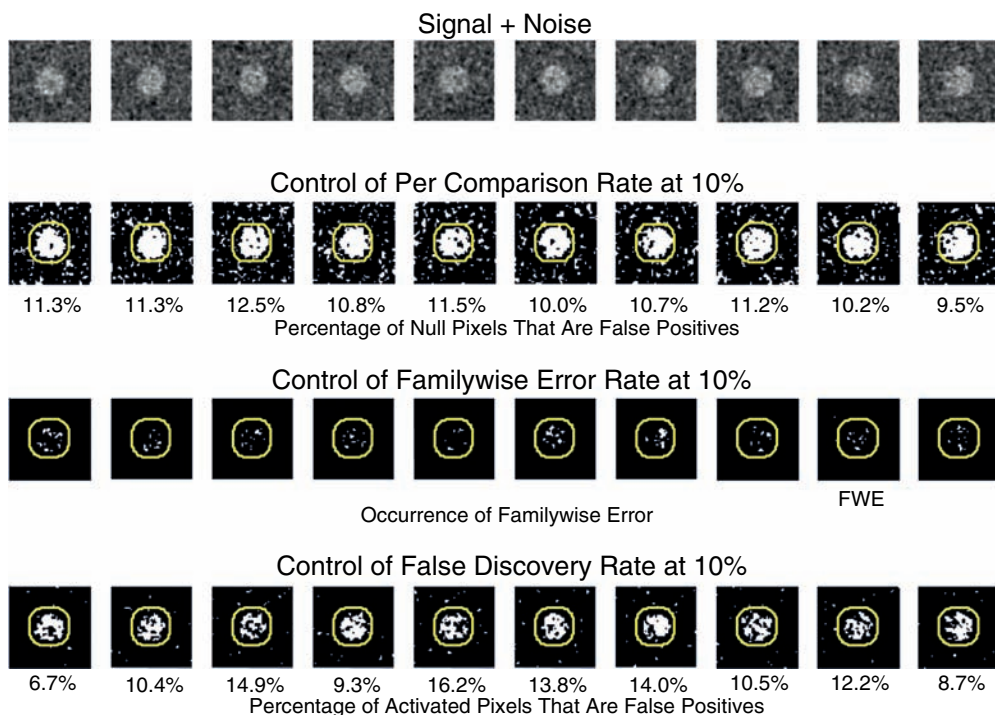 Signal + Noise
Control of Per Comparison Rate at 10%
11.3% 11.3% 12.5% 10.8% 11.5% 10.0% 10.7% 11.2% 10.2% 9.5%
Percentage of Null Pixels That Are False Positives
Control of Familywise Error Rate at 10%
FWE
Occurrence of Familywise Error
Control of False Discovery Rate at 10%
6.7% 10.4% 14.9% 9.3% 16.2% 13.8% 14.0% 10.5% 12.2% 8.7%
Percentage of Activated Pixels That Are False Positives